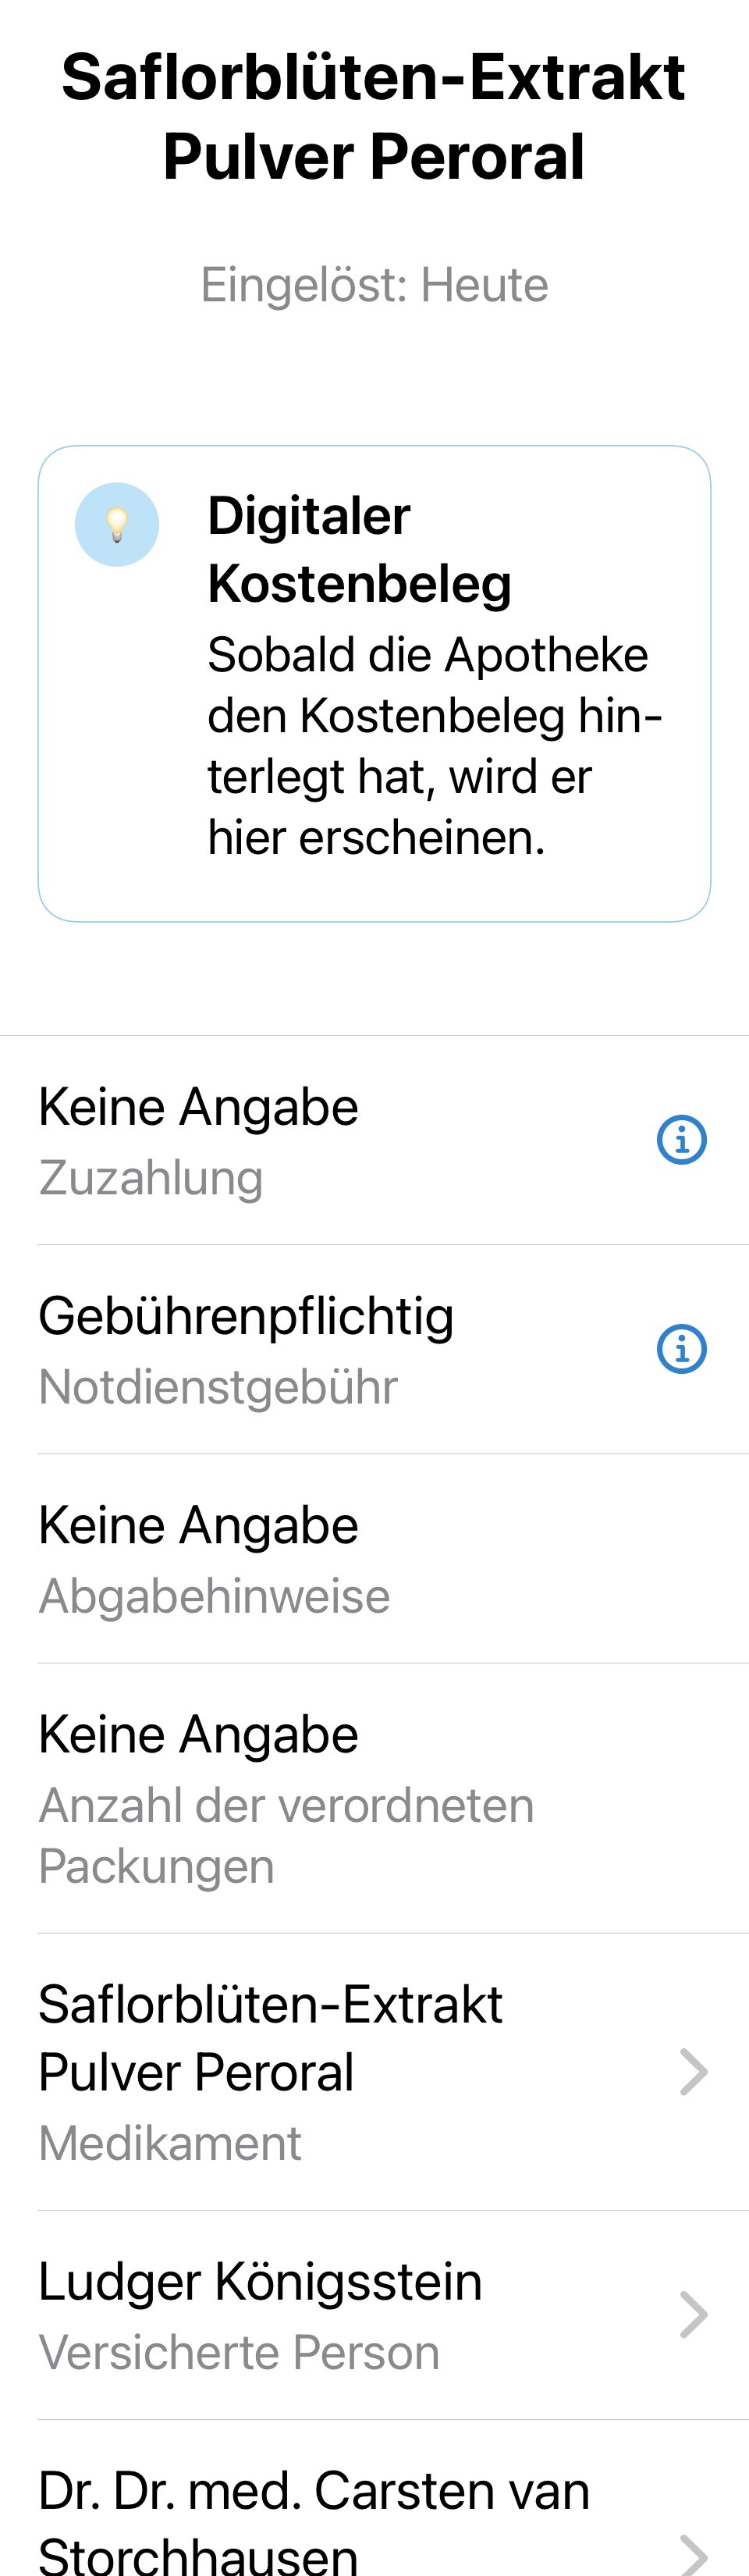 Saflorblüten-Extrakt
Pulver Peroral
Eingelöst: Heute
Digitaler
Kostenbeleg
Sobald die Apotheke
den Kostenbeleg hin-
terlegt hat, wird er
hier erscheinen.
Keine Angabe
Zuzahlung
Gebührenpflichtig
Notdienstgebühr
Keine Angabe
Abgabehinweise
Keine Angabe
Anzahl der verordneten
Packungen
Saflorblüten-Extrakt
Pulver Peroral
Medikament
Ludger Königsstein
Versicherte Person
Dr. Dr. med. Carsten van
Storchhausen